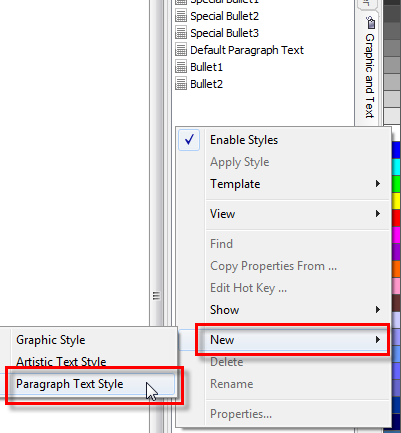 Special Bullet1
Special Bullet2
Special Bullet3
Default Paragraph Text
Bullet1
Bullet2
Graphic and Text
Enable Styles
Apply Style
Template
View
Find
Copy Properties From ...
Edit Hot Key ...
Show
New
Delete
Rename
Properties...
Graphic Style
Artistic Text Style
Paragraph Text Style